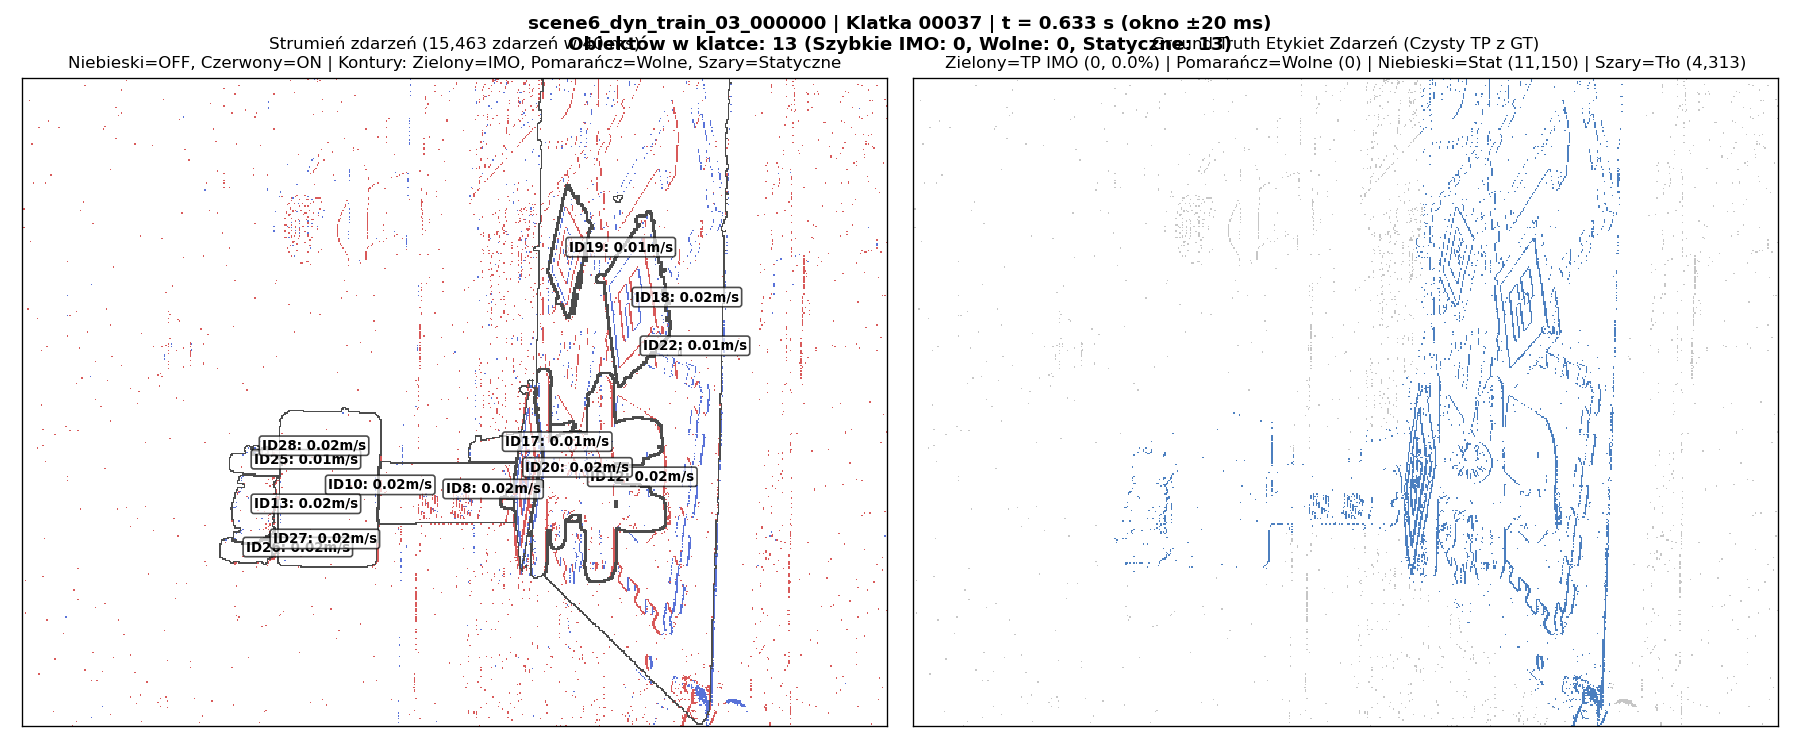 scene6_dyn_train_03_000000 | Klatka 00037 | t = 0.633 s (okno ±20 ms)
Obiektów w klatce: 13 (Szybkie IMO: 0, Wolne: 0, Statyczne: 13)
Strumień zdarzeń (15,463 zdarzeń w
Niebieski=OFF, Czerwony=ON | Kontury: Zielony=IMO, Pomarańcz=Wolne, Szary=Statyczne
Ground Truth Etykiet Zdarzeń (Czysty TP z GT)
Zielony=TP IMO (0, 0.0%) | Pomarańcz=Wolne (0) | Niebieski=Stat (11,150) | Szary=Tło (4,313)
ID19: 0.01m/s
ID18: 0.02m/s
ID22: 0.01m/s
ID17: 0.01m/s
ID28: 0.02m/s
ID25: 0.01m/s
ID20: 0.02m/s
ID12: 0.02m/s
ID10: 0.02m/s
ID8: 0.02m/s
ID13: 0.02m/s
ID27: 0.02m/s
0.02m/s